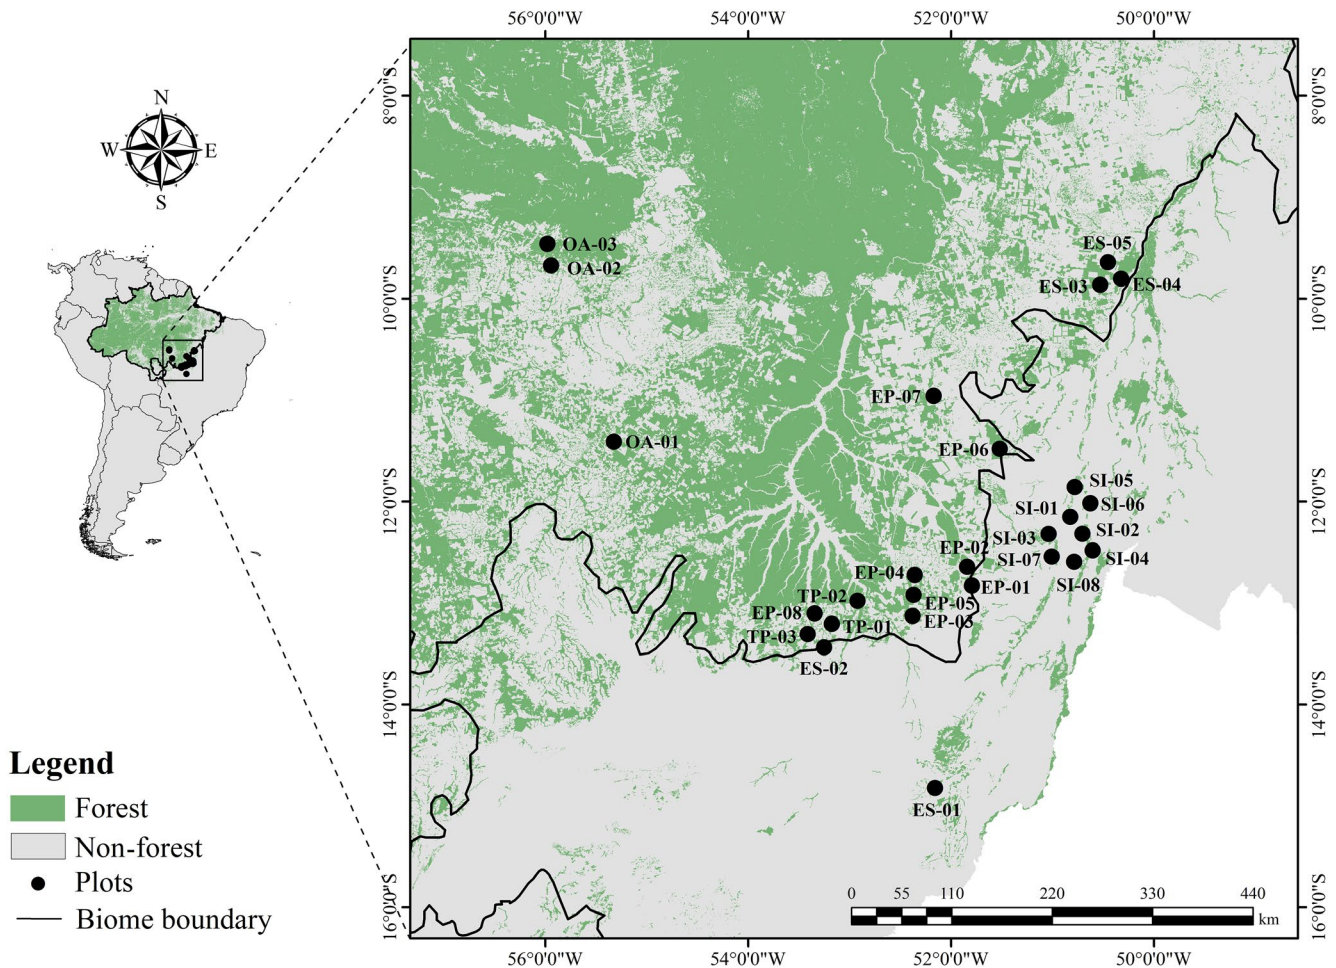 56°0'0"W 54°0'0"W 52°0'0"W 50°0'0"W
8°0'0"S
8°0'0"S
N
W E
S
OA-03
OA-02
ES-05
ES-03
ES-04
10°0'0"S
10°0'0"S
EP-07
OA-01
EP-06
SI-05
SI-06
SI-01
12°0'0"S
12°0'0"S
SI-03
SI-02
EP-02
SI-07
SI-04
EP-04
SI-08
EP-01
TP-02
EP-05
EP-08
EP-03
TP-01
TP-03
ES-02
14°0'0"S
14°0'0"S
Legend
Forest
Non-forest
Plots
Biome boundary
ES-01
0 55 110 220 330 440
km
16°0'0"S
16°0'0"S
56°0'0"W 54°0'0"W 52°0'0"W 50°0'0"W